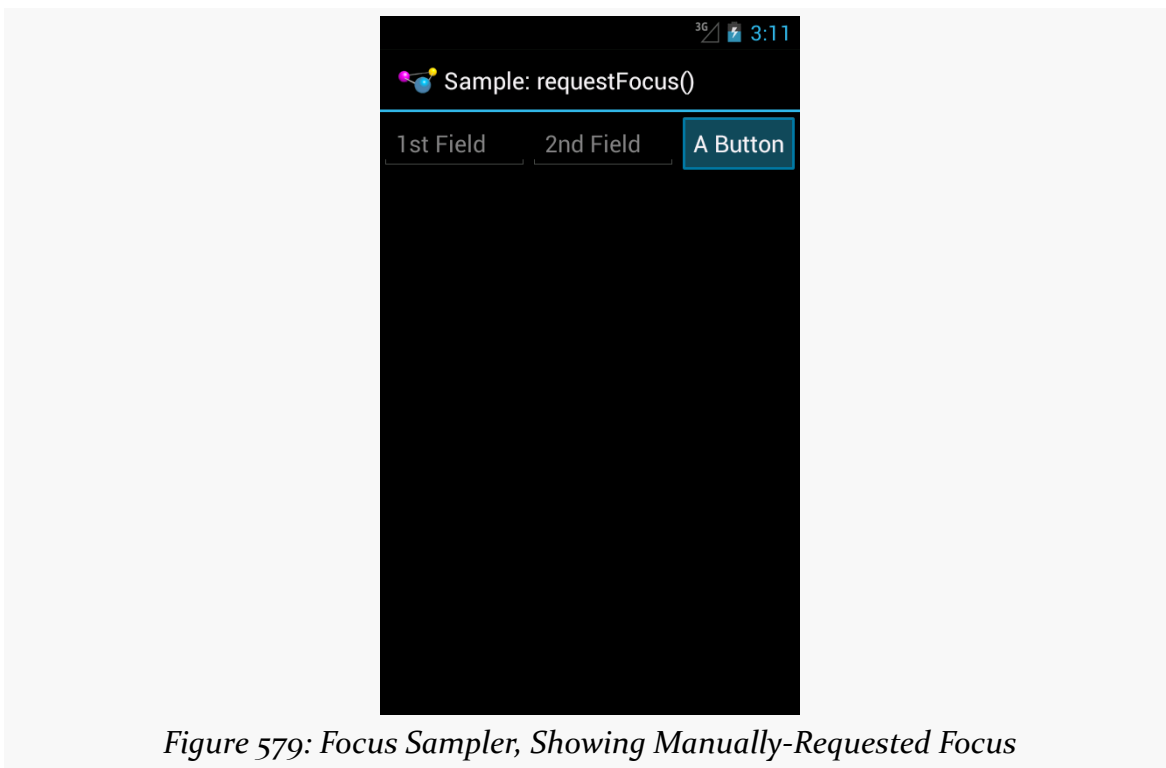 3G 3:11
Sample: requestFocus()
1st Field 2nd Field A Button
Figure 579: Focus Sampler, Showing Manually-Requested Focus